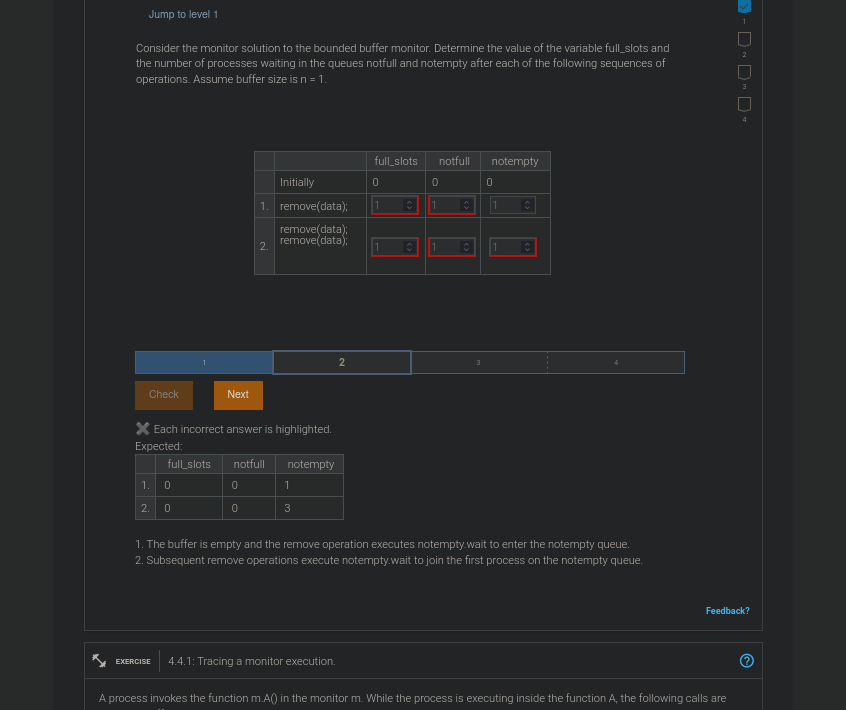 Jump to level 1
1
2
3
4
Consider the monitor solution to the bounded buffer monitor. Determine the value of the variable full_slots and
the number of processes waiting in the queues notfull and notempty after each of the following sequences of
operations. Assume buffer size is n = 1.
full_slots notfull notempty
Initially 0 0 0
1. remove(data); 1 1 1
remove(data);
remove(data);
2. 1 1 1
1 2 3 4
Check Next
Each incorrect answer is highlighted.
Expected:
full_slots notfull notempty
1. 0 0 1
2. 0 0 3
1. The buffer is empty and the remove operation executes notempty.wait to enter the notempty queue.
2. Subsequent remove operations execute notempty.wait to join the first process on the notempty queue.
Feedback?
EXERCISE 4.4.1: Tracing a monitor execution.
?
A process invokes the function m.A() in the monitor m. While the process is executing inside the function A, the following calls are